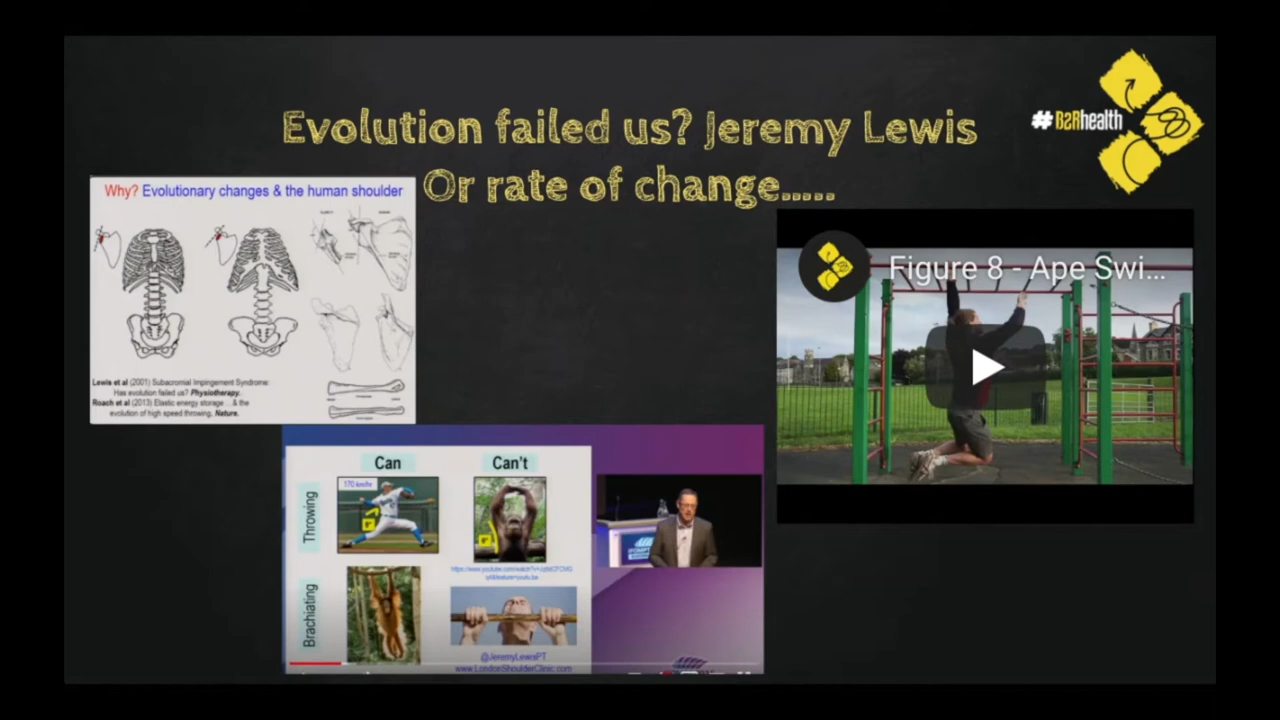 Evolution failed us? Jeremy Lewis
Or rate of change.....
#B2Rhealth
Why? Evolutionary changes & the human shoulder
Lewis et al (2001) Subacromial Impingement Syndrome:
Has evolution failed us? Physiotherapy.
Roach et al (2013) Elastic energy storage ... & the
evolution of high speed throwing, Nature.
Figure 8 - Ape Swi...
Can
Can't
Throwing
170 km/hr
Brachiating
@JeremyLewisPT
www.LondonShoulderClinic.com